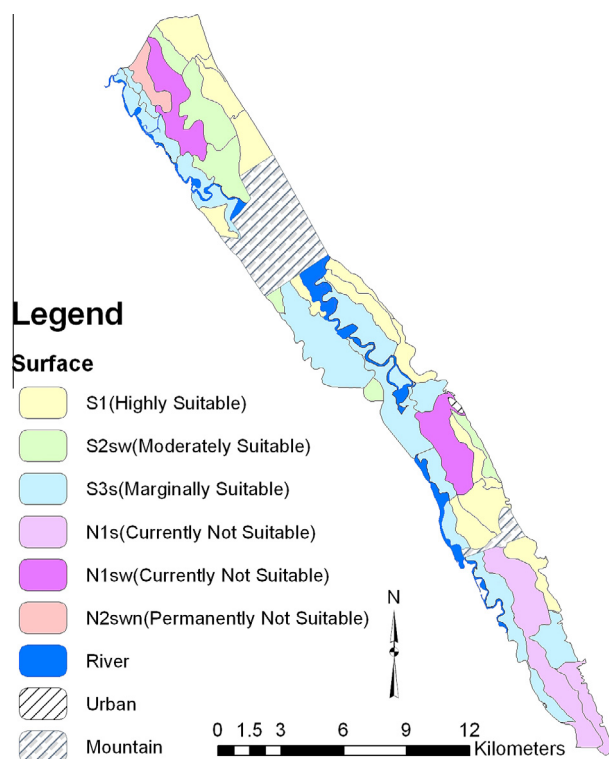 Legend
Surface
S1(Highly Suitable)
S2sw(Moderately Suitable)
S3s(Marginally Suitable)
N1s(Currently Not Suitable)
N1sw(Currently Not Suitable)
N2swn(Permanently Not Suitable)
River
Urban
Mountain
N
0 1.5 3 6 9 12
Kilometers